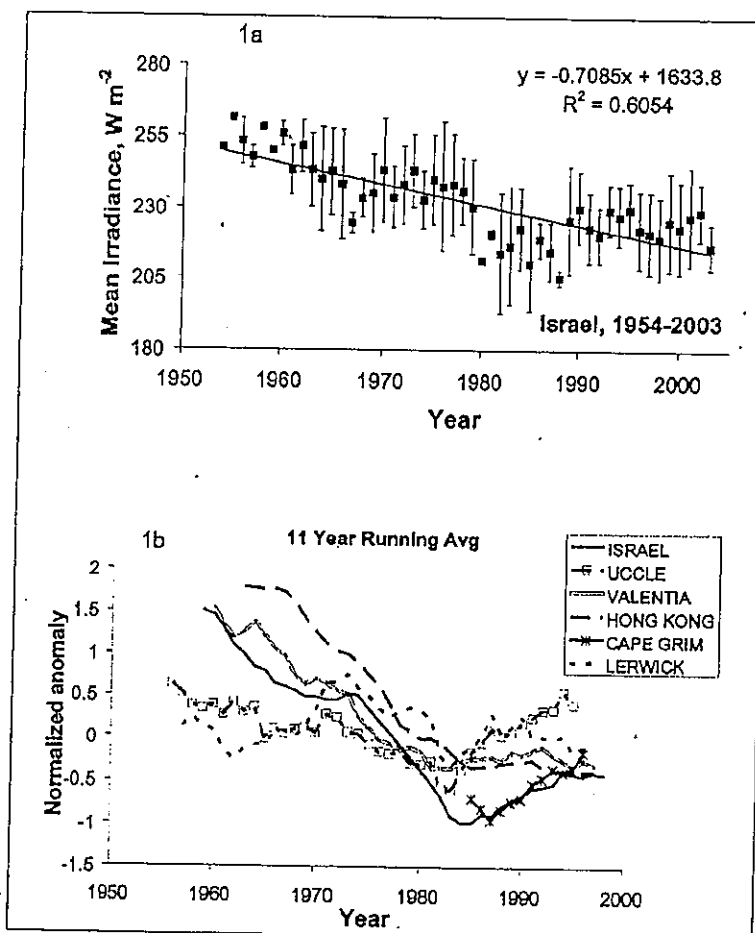 1a
y = -0.7085x + 1633.8
R² = 0.6054
280
255
230
205
180
Mean Irradiance, W m⁻²
Israel, 1954-2003
1950 1960 1970 1980 1990 2000
Year
1b
11 Year Running Avg
ISRAEL
UCCLE
VALENTIA
HONG KONG
CAPE GRIM
LERWICK
2
1.5
1
0.5
0
-0.5
-1
-1.5
Normalized anomaly
1950 1960 1970 1980 1990 2000
Year